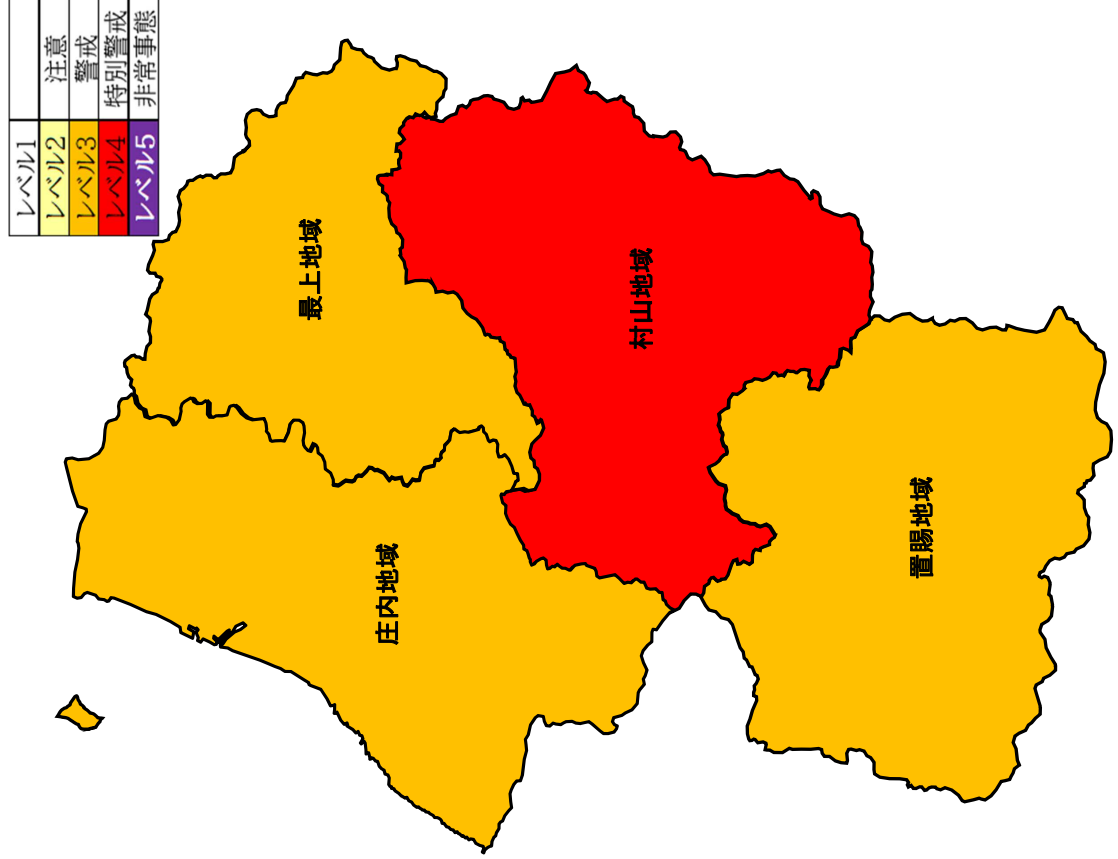 レベル1
レベル2 注意
レベル3 警戒
レベル4 特別警戒
レベル5 非常事態
最上地域
村山地域
庄内地域
置賜地域